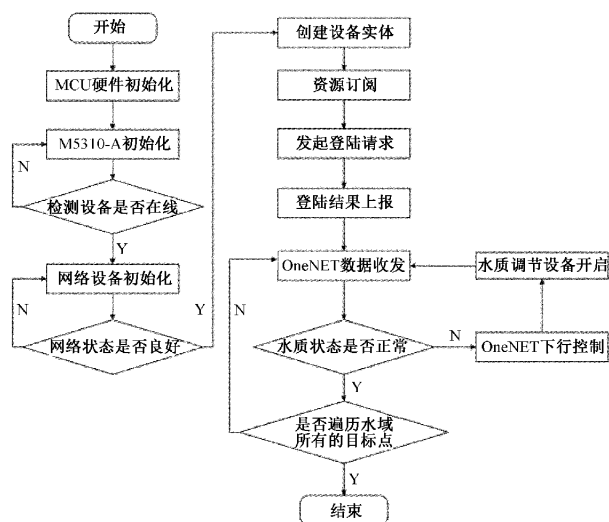 开始
MCU硬件初始化
M5310-A初始化
N
检测设备是否在线
Y
网络设备初始化
N
Y
网络状态是否良好
创建设备实体
资源订阅
发起登陆请求
登陆结果上报
OneNET数据收发
水质调节设备开启
N
水质状态是否正常
N
OneNET下行控制
Y
是否遍历水域
所有的目标点
Y
结束